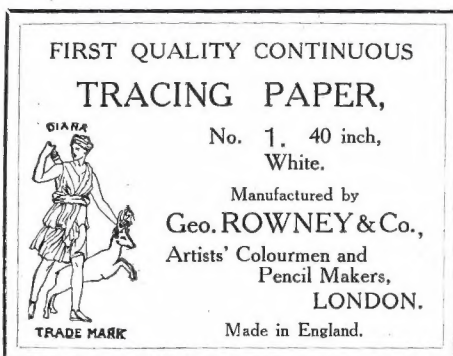 FIRST QUALITY CONTINUOUS
TRACING PAPER,
DIANA
No. 1. 40 inch,
White.
Manufactured by
Geo. ROWNEY & Co.,
Artists' Colourmen and
Pencil Makers,
LONDON.
TRADE MARK
Made in England.